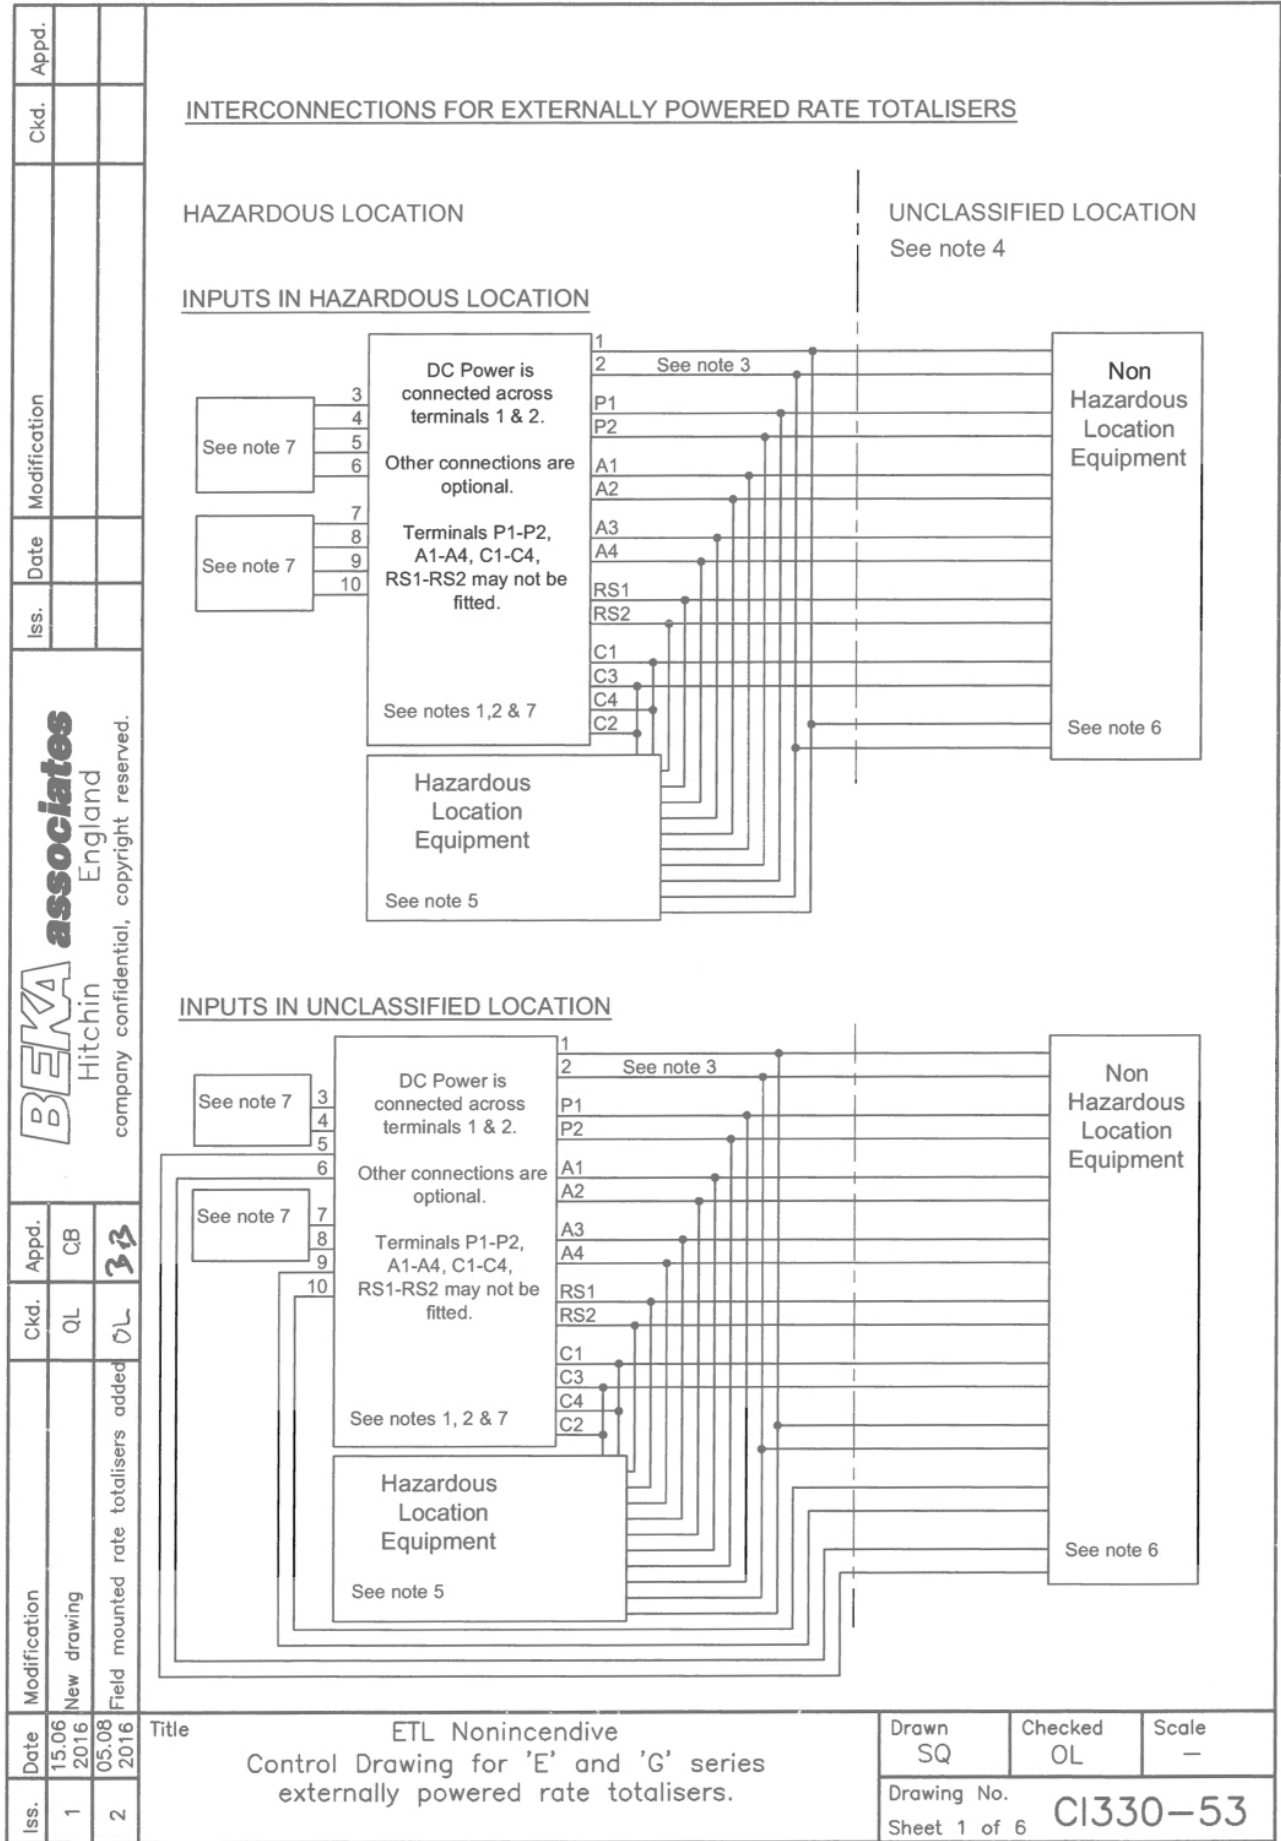 INTERCONNECTIONS FOR EXTERNALLY POWERED RATE TOTALISERS
HAZARDOUS LOCATION
UNCLASSIFIED LOCATION
See note 4
INPUTS IN HAZARDOUS LOCATION
See note 7
3
4
5
6
See note 7
7
8
9
10
DC Power is
connected across
terminals 1 & 2.
Other connections are
optional.
Terminals P1-P2,
A1-A4, C1-C4,
RS1-RS2 may not be
fitted.
See notes 1,2 & 7
1
2
See note 3
P1
P2
A1
A2
A3
A4
RS1
RS2
C1
C3
C4
C2
Non
Hazardous
Location
Equipment
See note 6
Hazardous
Location
Equipment
See note 5
INPUTS IN UNCLASSIFIED LOCATION
See note 7
3
4
5
6
See note 7
7
8
9
10
DC Power is
connected across
terminals 1 & 2.
Other connections are
optional.
Terminals P1-P2,
A1-A4, C1-C4,
RS1-RS2 may not be
fitted.
See notes 1, 2 & 7
1
2
See note 3
P1
P2
A1
A2
A3
A4
RS1
RS2
C1
C3
C4
C2
Non
Hazardous
Location
Equipment
See note 6
Hazardous
Location
Equipment
See note 5
Title
ETL Nonincendive
Control Drawing for 'E' and 'G' series
externally powered rate totalisers.
Drawn
SQ
Checked
OL
Scale
—
Drawing No.
Sheet 1 of 6
CI330-53
Iss. Date Modification Ckd. Appd.
BEKA associates
Hitchin England
company confidential, copyright reserved.
Iss. Date Modification Ckd. Appd.
1 15.06 2016 New drawing OL CB
2 05.08 2016 Field mounted rate totalisers added OL